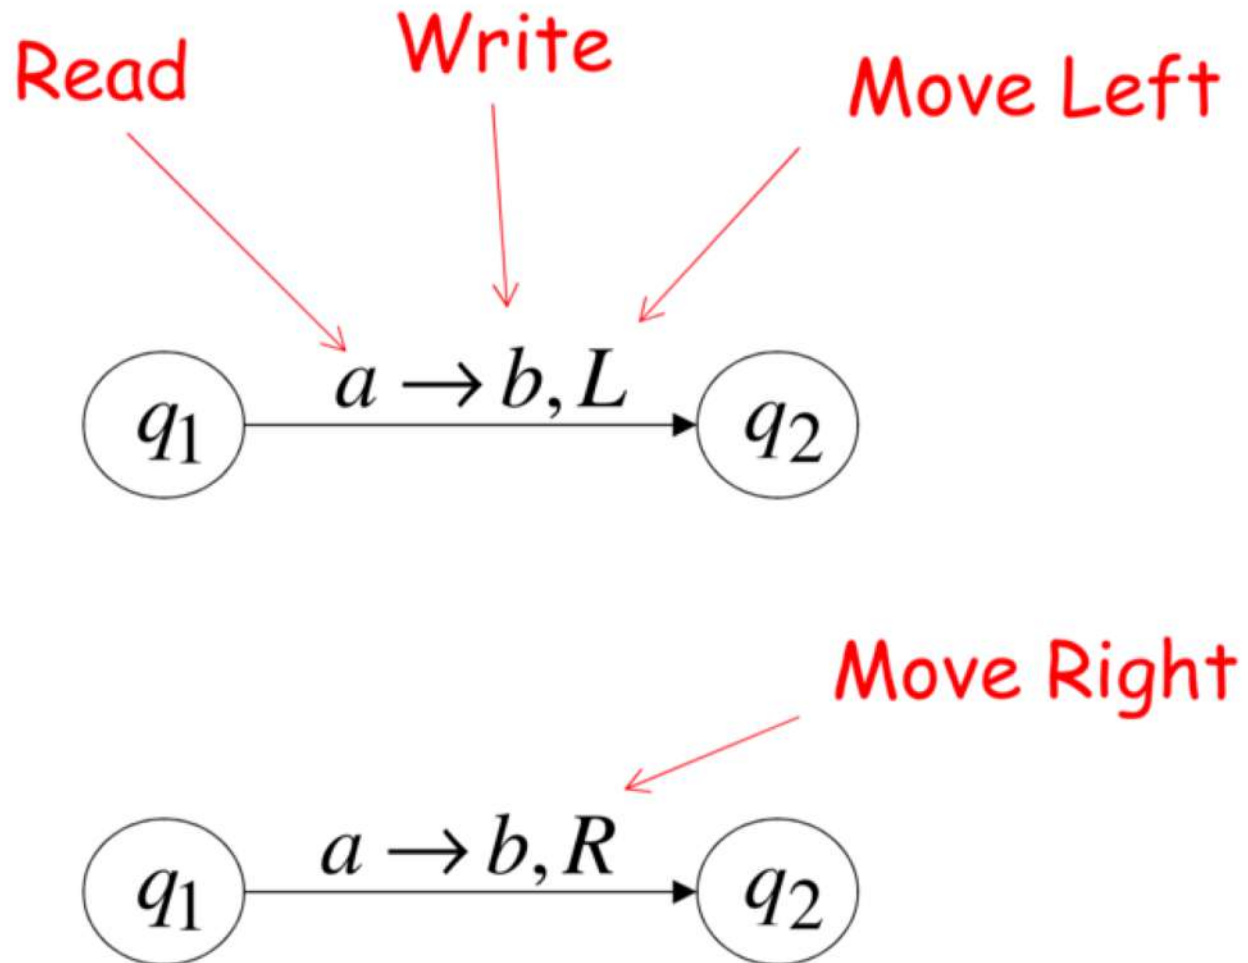 Read
Write
Move Left
a → b, L
q1
q2
Move Right
a → b, R
q1
q2